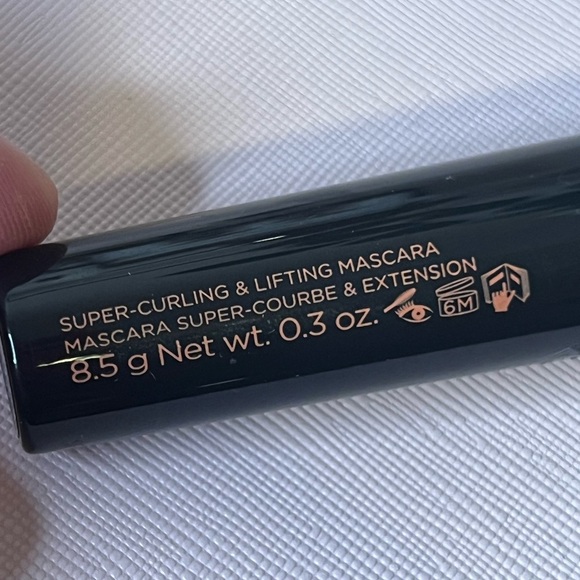 SUPER-CURLING & LIFTING MASCARA
MASCARA SUPER-COURBE & EXTENSION
8.5 g Net wt. 0.3 oz. 6M